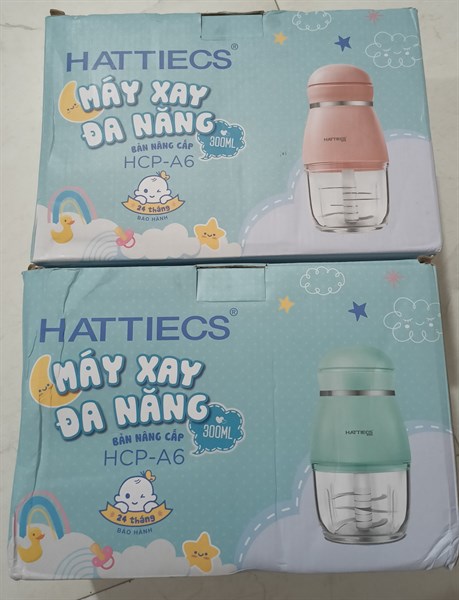 HATTIECS®
MÁY XAY
ĐA NĂNG
300ML
BẢN NÂNG CẤP
HCP-A6
24 tháng
BẢO HÀNH
HATTIECS
HATTIECS®
MÁY XAY
ĐA NĂNG
300ML
BẢN NÂNG CẤP
HCP-A6
24 tháng
BẢO HÀNH
HATTIECS